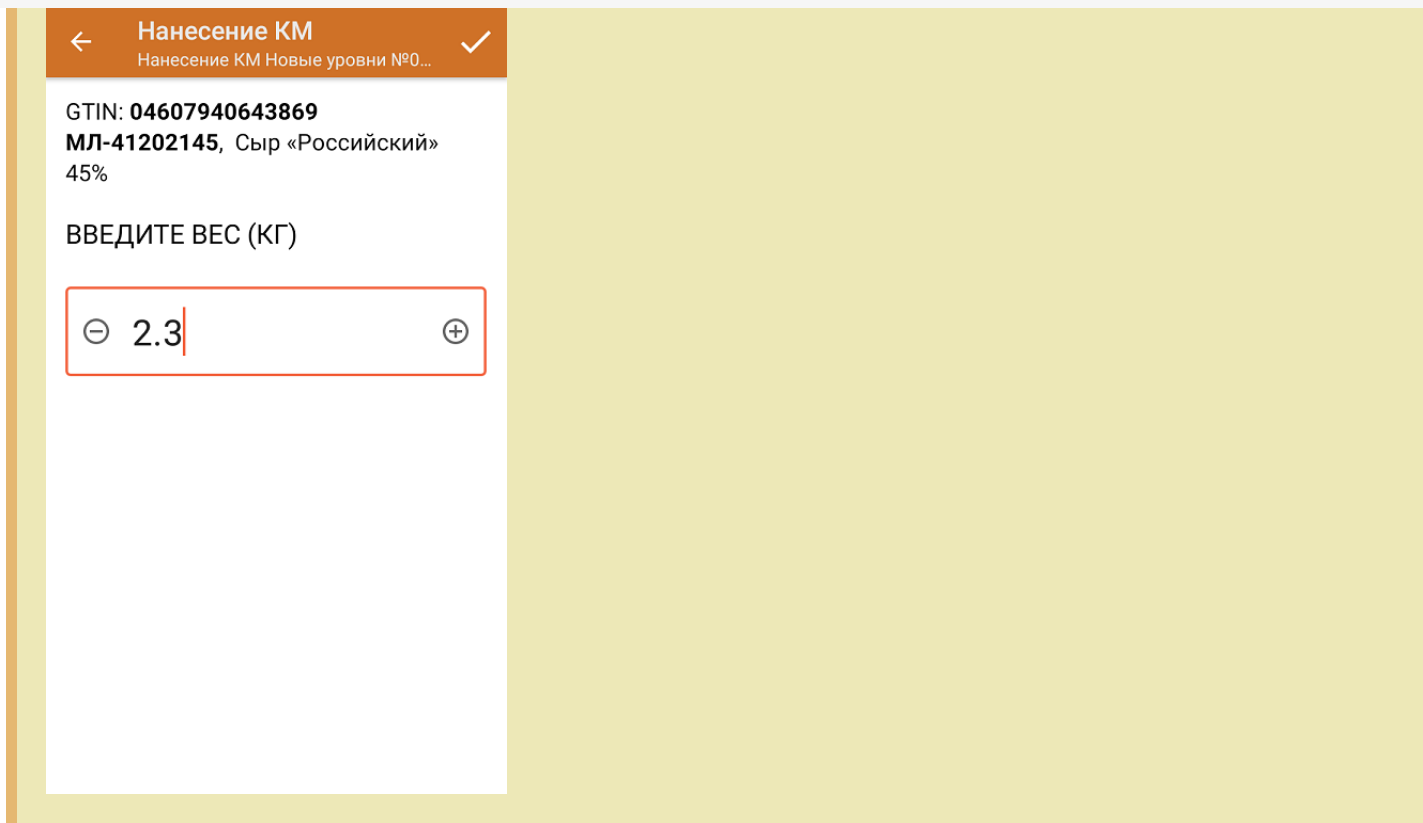 Нанесение КМ
Нанесение КМ Новые уровни №0...
GTIN: 04607940643869
МЛ-41202145, Сыр «Российский»
45%
ВВЕДИТЕ ВЕС (КГ)
2.3